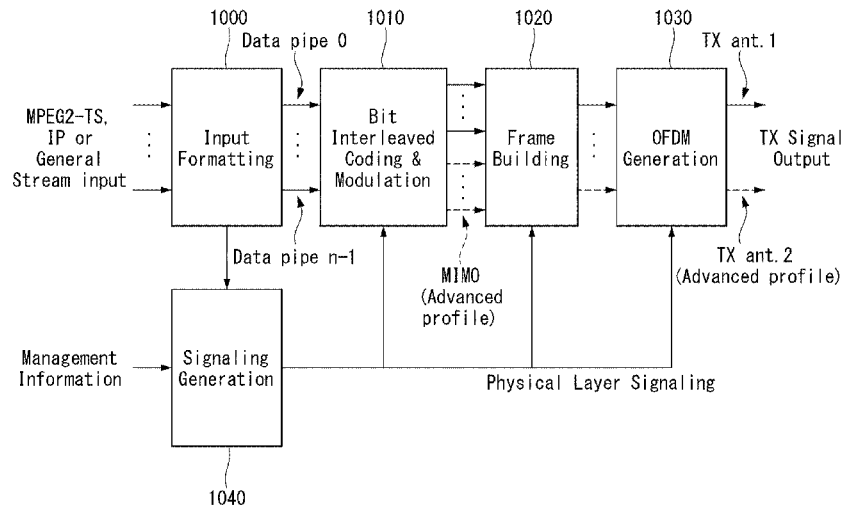 1000
1010
1020
1030
Data pipe 0
TX ant.1
MPEG2-TS,
IP or
General
Stream input
Input
Formatting
Bit
Interleaved
Coding &
Modulation
Frame
Building
OFDM
Generation
TX Signal
Output
Data pipe n-1
MIMO
(Advanced
profile)
TX ant.2
(Advanced profile)
Management
Information
Signaling
Generation
Physical Layer Signaling
1040